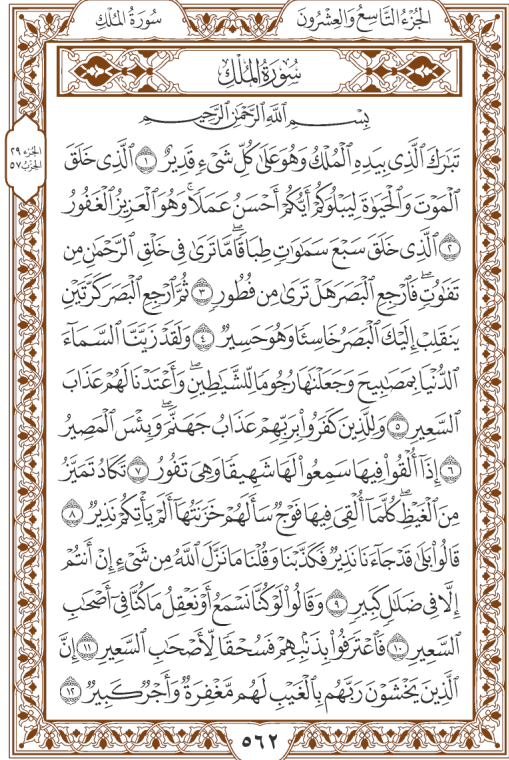 سُورَةُ المُلْكِ
الجُزْءُ التَّاسِعُ وَالعِشْرُونَ
سُورَةُ المُلْكِ
بِسْمِ ٱللَّهِ ٱلرَّحْمَٰنِ ٱلرَّحِيمِ
الجزء ٢٩
الحزب ٥٧
تَبَٰرَكَ ٱلَّذِى بِيَدِهِ ٱلْمُلْكُ وَهُوَ عَلَىٰ كُلِّ شَىْءٍ قَدِيرٌ ١ ٱلَّذِى خَلَقَ
ٱلْمَوْتَ وَٱلْحَيَوٰةَ لِيَبْلُوَكُمْ أَيُّكُمْ أَحْسَنُ عَمَلًا ۚ وَهُوَ ٱلْعَزِيزُ ٱلْغَفُورُ
٢ ٱلَّذِى خَلَقَ سَبْعَ سَمَٰوَٰتٍ طِبَاقًا ۖ مَّا تَرَىٰ فِى خَلْقِ ٱلرَّحْمَٰنِ مِن
تَفَٰوُتٍ ۖ فَٱرْجِعِ ٱلْبَصَرَ هَلْ تَرَىٰ مِن فُطُورٍ ٣ ثُمَّ ٱرْجِعِ ٱلْبَصَرَ كَرَّتَيْنِ
يَنقَلِبْ إِلَيْكَ ٱلْبَصَرُ خَاسِئًا وَهُوَ حَسِيرٌ ٤ وَلَقَدْ زَيَّنَّا ٱلسَّمَآءَ
ٱلدُّنْيَا بِمَصَٰبِيحَ وَجَعَلْنَٰهَا رُجُومًا لِّلشَّيَٰطِينِ ۖ وَأَعْتَدْنَا لَهُمْ عَذَابَ
ٱلسَّعِيرِ ٥ وَلِلَّذِينَ كَفَرُوا۟ بِرَبِّهِمْ عَذَابُ جَهَنَّمَ ۖ وَبِئْسَ ٱلْمَصِيرُ
٦ إِذَآ أُلْقُوا۟ فِيهَا سَمِعُوا۟ لَهَا شَهِيقًا وَهِىَ تَفُورُ ٧ تَكَادُ تَمَيَّزُ
مِنَ ٱلْغَيْظِ ۖ كُلَّمَآ أُلْقِىَ فِيهَا فَوْجٌ سَأَلَهُمْ خَزَنَتُهَآ أَلَمْ يَأْتِكُمْ نَذِيرٌ ٨
قَالُوا۟ بَلَىٰ قَدْ جَآءَنَا نَذِيرٌ فَكَذَّبْنَا وَقُلْنَا مَا نَزَّلَ ٱللَّهُ مِن شَىْءٍ إِنْ أَنتُمْ
إِلَّا فِى ضَلَٰلٍ كَبِيرٍ ٩ وَقَالُوا۟ لَوْ كُنَّا نَسْمَعُ أَوْ نَعْقِلُ مَا كُنَّا فِىٓ أَصْحَٰبِ
ٱلسَّعِيرِ ١٠ فَٱعْتَرَفُوا۟ بِذَنۢبِهِمْ فَسُحْقًا لِّأَصْحَٰبِ ٱلسَّعِيرِ ١١ إِنَّ
ٱلَّذِينَ يَخْشَوْنَ رَبَّهُم بِٱلْغَيْبِ لَهُم مَّغْفِرَةٌ وَأَجْرٌ كَبِيرٌ ١٢
٥٦٢